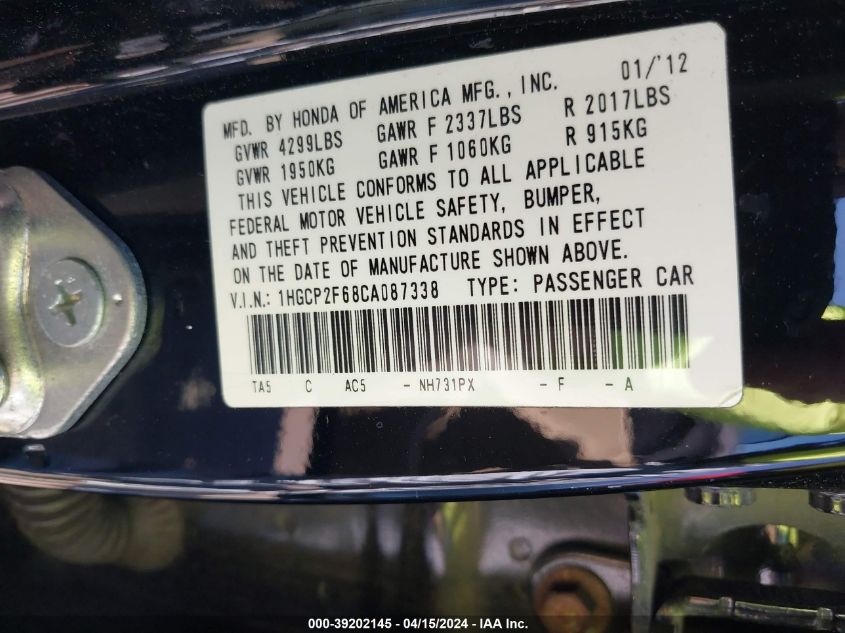 MFD. BY HONDA OF AMERICA MFG., INC. 01/'12
GVWR 4299LBS GAWR F 2337LBS R 2017LBS
GVWR 1950KG GAWR F 1060KG R 915KG
THIS VEHICLE CONFORMS TO ALL APPLICABLE
FEDERAL MOTOR VEHICLE SAFETY, BUMPER,
AND THEFT PREVENTION STANDARDS IN EFFECT
ON THE DATE OF MANUFACTURE SHOWN ABOVE.
V.I.N.: 1HGCP2F68CA087338 TYPE: PASSENGER CAR
TA5 C AC5 - NH731PX - F - A
000-39202145 - 04/15/2024 - IAA Inc.